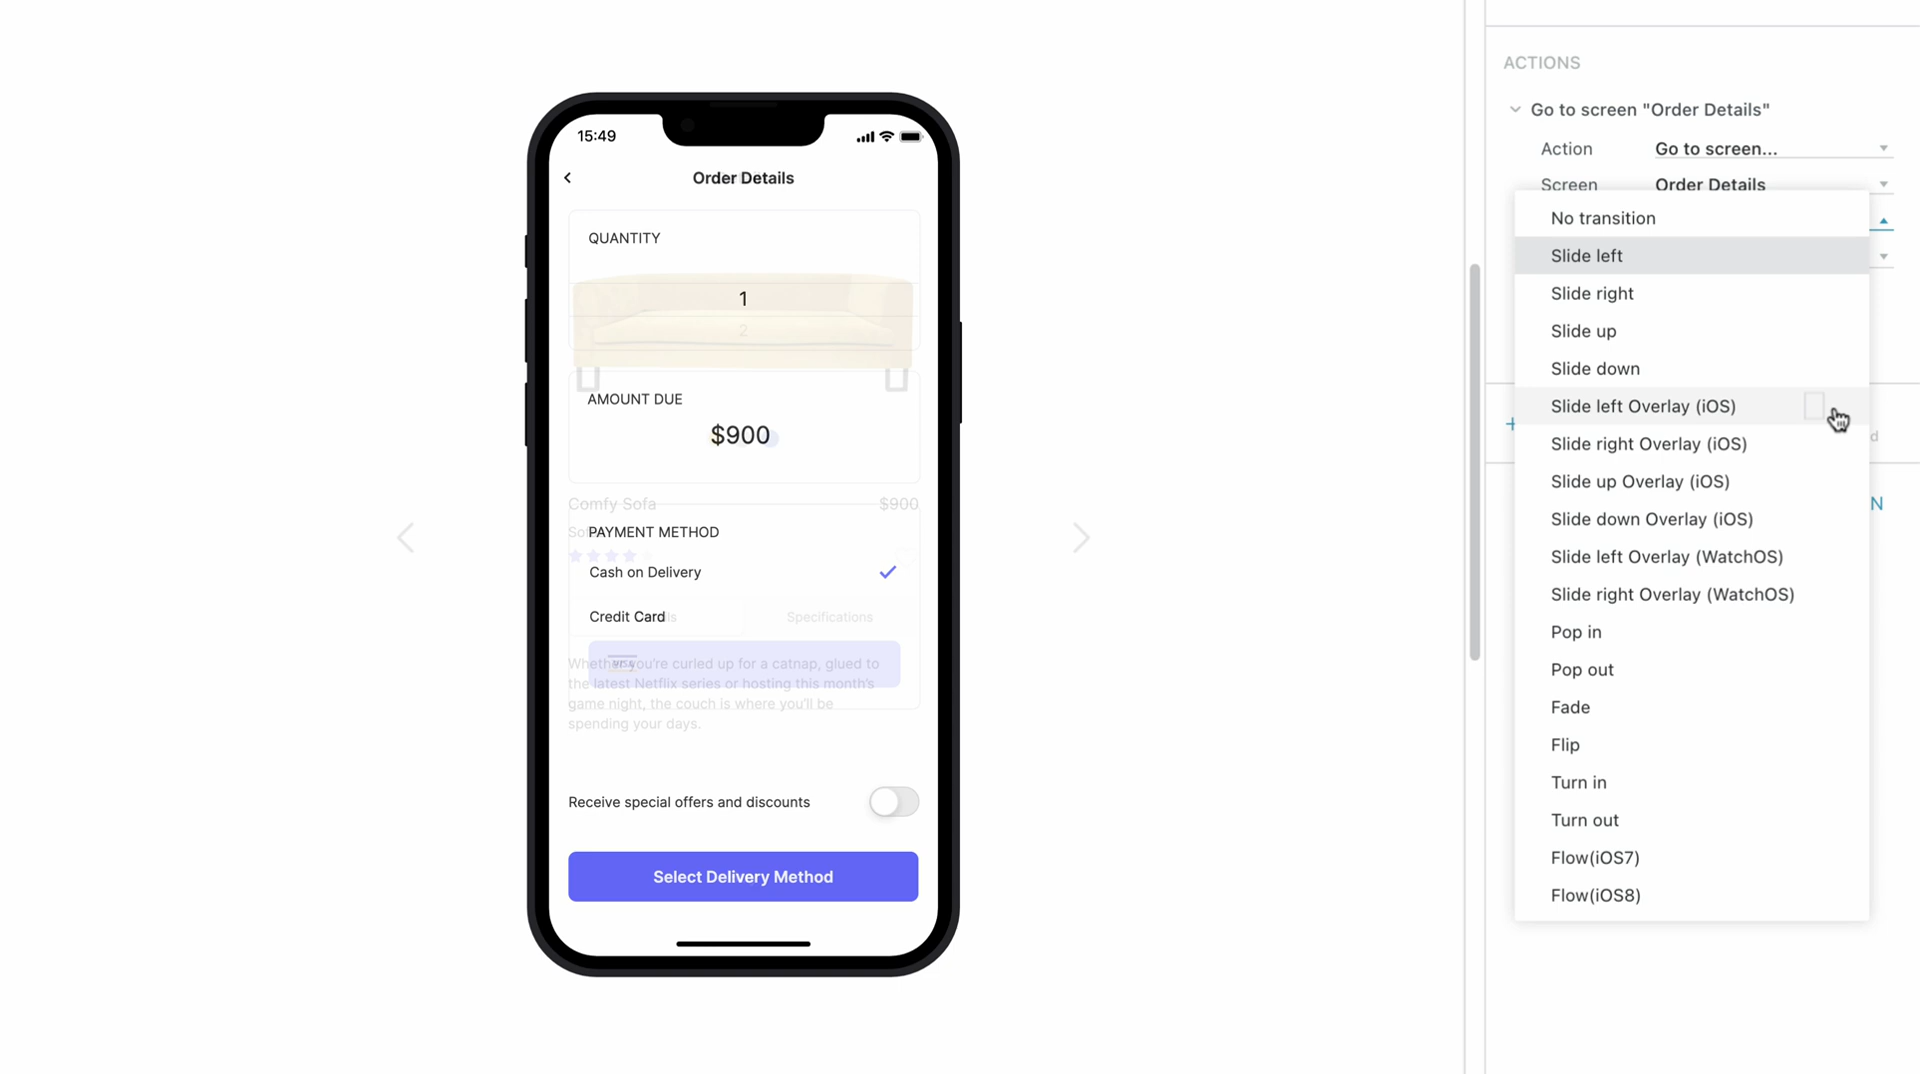 15:49
Order Details
QUANTITY
1
2
AMOUNT DUE
$900
Comfy Sofa $900
PAYMENT METHOD
Cash on Delivery
Credit Card
Specifications
Whether you're curled up for a catnap, glued to
the latest Netflix series or hosting this month's
game night, the couch is where you'll be
spending your days.
Receive special offers and discounts
Select Delivery Method
ACTIONS
Go to screen "Order Details"
Action Go to screen...
Screen Order Details
No transition
Slide left
Slide right
Slide up
Slide down
Slide left Overlay (iOS)
Slide right Overlay (iOS)
Slide up Overlay (iOS)
Slide down Overlay (iOS)
Slide left Overlay (WatchOS)
Slide right Overlay (WatchOS)
Pop in
Pop out
Fade
Flip
Turn in
Turn out
Flow(iOS7)
Flow(iOS8)